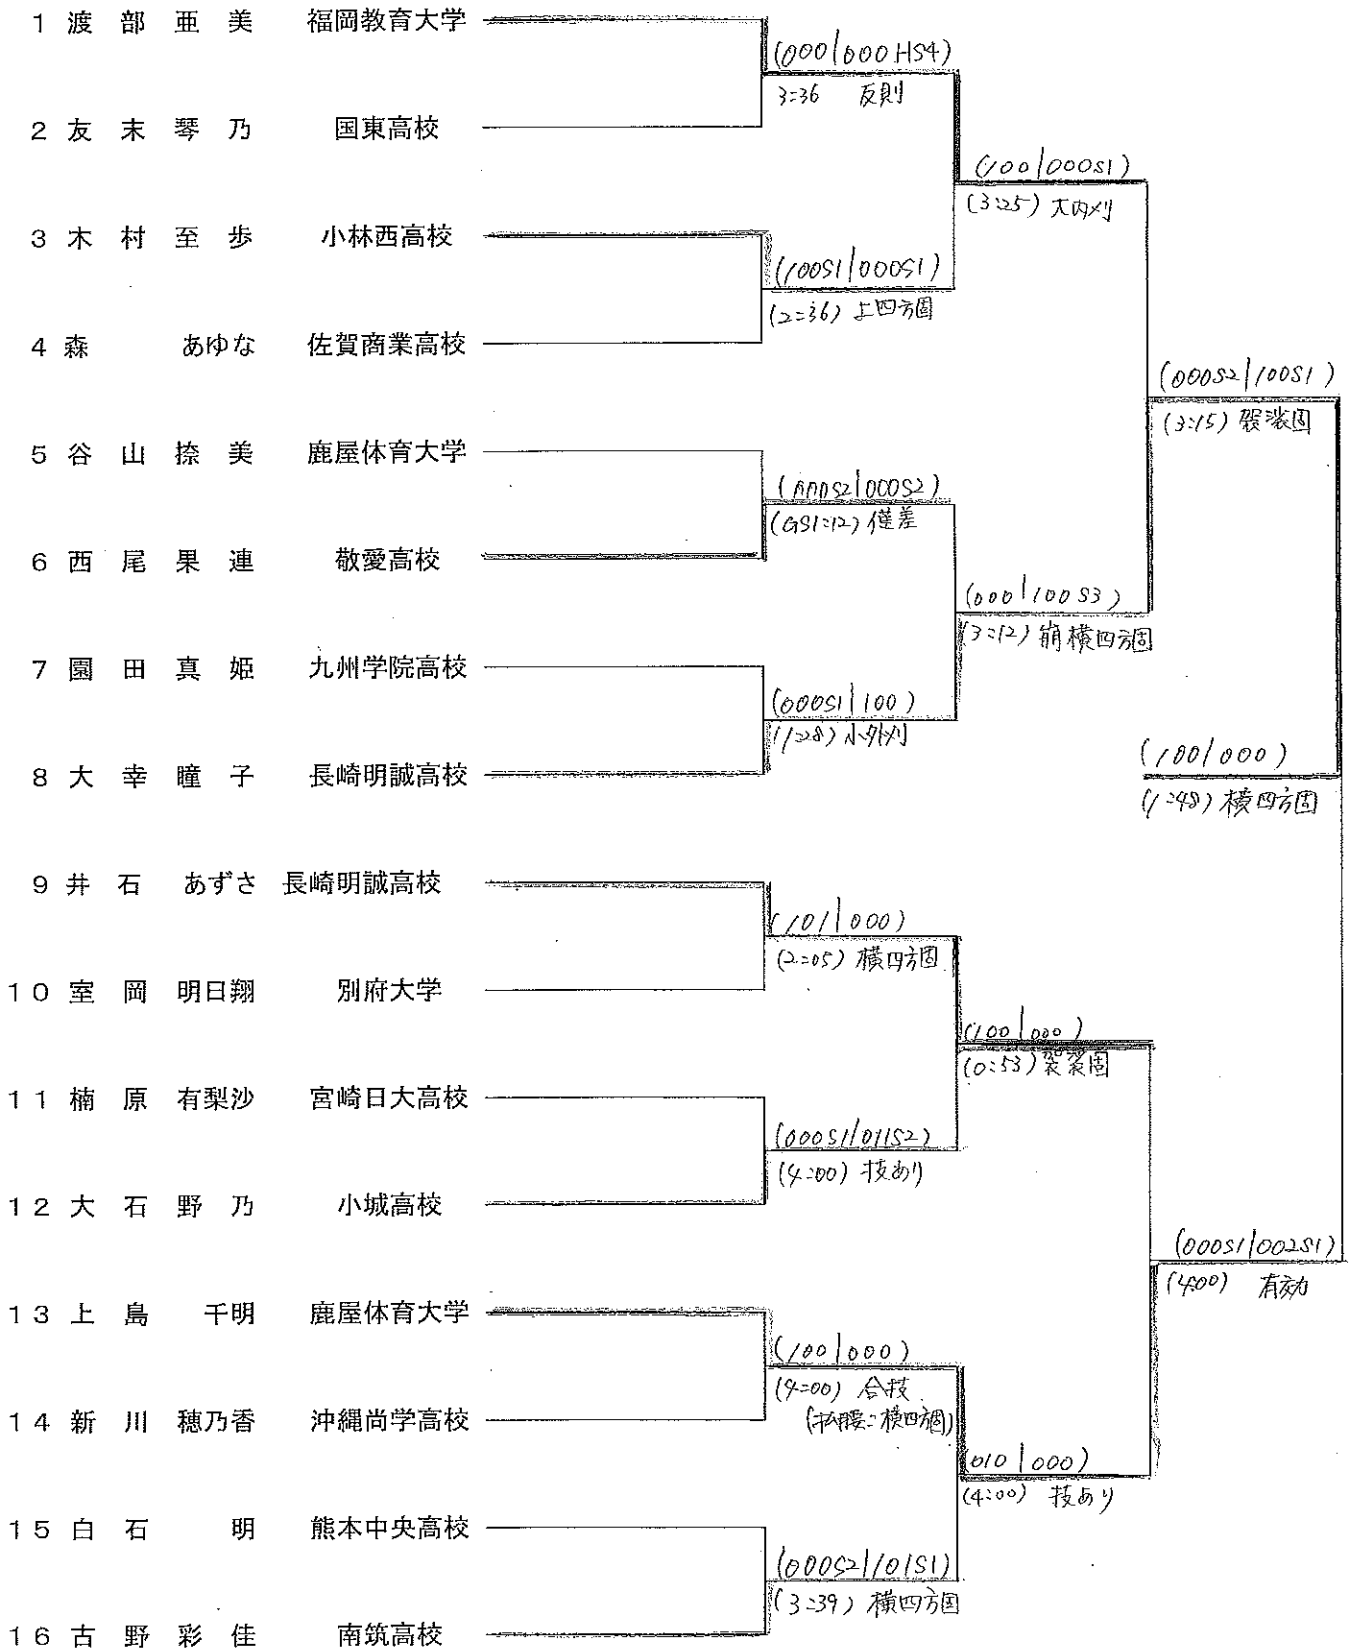 1 渡部亜美 福岡教育大学
(000|000HS4)
3:36 反則
2 友末琴乃 国東高校
(100|000S1)
(3:25) 大内刈
3 木村至歩 小林西高校
(100S1|000S1)
(2:36) 上四方固
4 森 あゆな 佐賀商業高校
(000S2|100S1)
(3:15) 袈裟固
5 谷山捺美 鹿屋体育大学
(000S2|000S2)
(GS1:12) 僅差
6 西尾果連 敬愛高校
(000|100S3)
(3:12) 崩横四方固
7 園田真姫 九州学院高校
(000S1|100)
(1:28) 小外刈
8 大幸瞳子 長崎明誠高校
(100|000)
(1:48) 横四方固
9 井石 あずさ 長崎明誠高校
(101|000)
(2:05) 横四方固
10 室岡明日翔 別府大学
(100|000)
(0:53) 袈裟固
11 楠原有梨沙 宮崎日大高校
(000S1|011S2)
(4:00) 技あり
12 大石野乃 小城高校
(000S1|002S1)
(4:00) 有効
13 上島千明 鹿屋体育大学
(100|000)
(4:00) 合技
(払腰:横四方固)
14 新川穂乃香 沖縄尚学高校
(010|000)
(4:00) 技あり
15 白石明 熊本中央高校
(000S2|101S1)
(3:39) 横四方固
16 古野彩佳 南筑高校